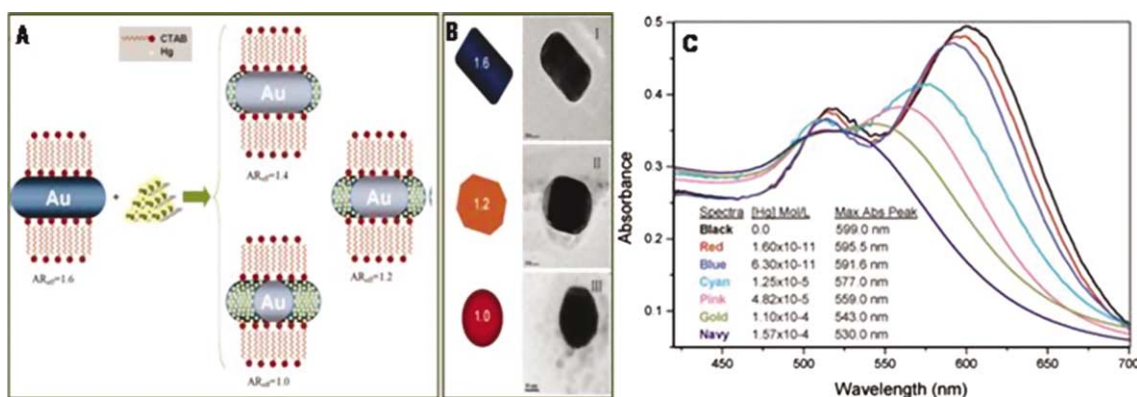 A
CTAB
Hg
Au
AR_eff=1.4
Au
+
Au
AR_eff=1.6
AR_eff=1.2
Au
AR_eff=1.0
B
1.6
I
1.2
II
1.0
III
C
0.5
0.4
0.3
0.2
0.1
Absorbance
Spectra [Hg] Mol/L Max Abs Peak
Black 0.0 599.0 nm
Red 1.60x10-11 595.5 nm
Blue 6.30x10-11 591.6 nm
Cyan 1.25x10-5 577.0 nm
Pink 4.82x10-5 559.0 nm
Gold 1.10x10-4 543.0 nm
Navy 1.57x10-4 530.0 nm
450 500 550 600 650 700
Wavelength (nm)